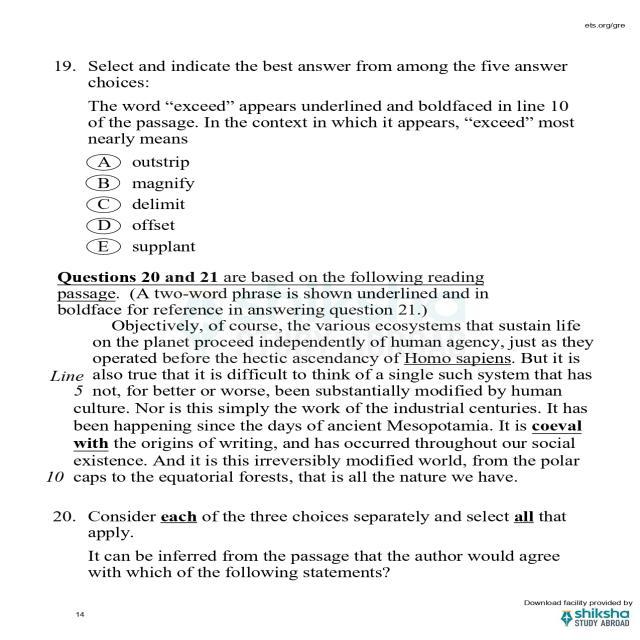 ets.org/gre
19. Select and indicate the best answer from among the five answer
choices:
The word “exceed” appears underlined and boldfaced in line 10
of the passage. In the context in which it appears, “exceed” most
nearly means
A outstrip
B magnify
C delimit
D offset
E supplant
Questions 20 and 21 are based on the following reading
passage. (A two-word phrase is shown underlined and in
boldface for reference in answering question 21.)
Objectively, of course, the various ecosystems that sustain life
on the planet proceed independently of human agency, just as they
operated before the hectic ascendancy of Homo sapiens. But it is
Line also true that it is difficult to think of a single such system that has
5 not, for better or worse, been substantially modified by human
culture. Nor is this simply the work of the industrial centuries. It has
been happening since the days of ancient Mesopotamia. It is coeval
with the origins of writing, and has occurred throughout our social
existence. And it is this irreversibly modified world, from the polar
10 caps to the equatorial forests, that is all the nature we have.
20. Consider each of the three choices separately and select all that
apply.
It can be inferred from the passage that the author would agree
with which of the following statements?
Download facility provided by
14
shiksha
STUDY ABROAD